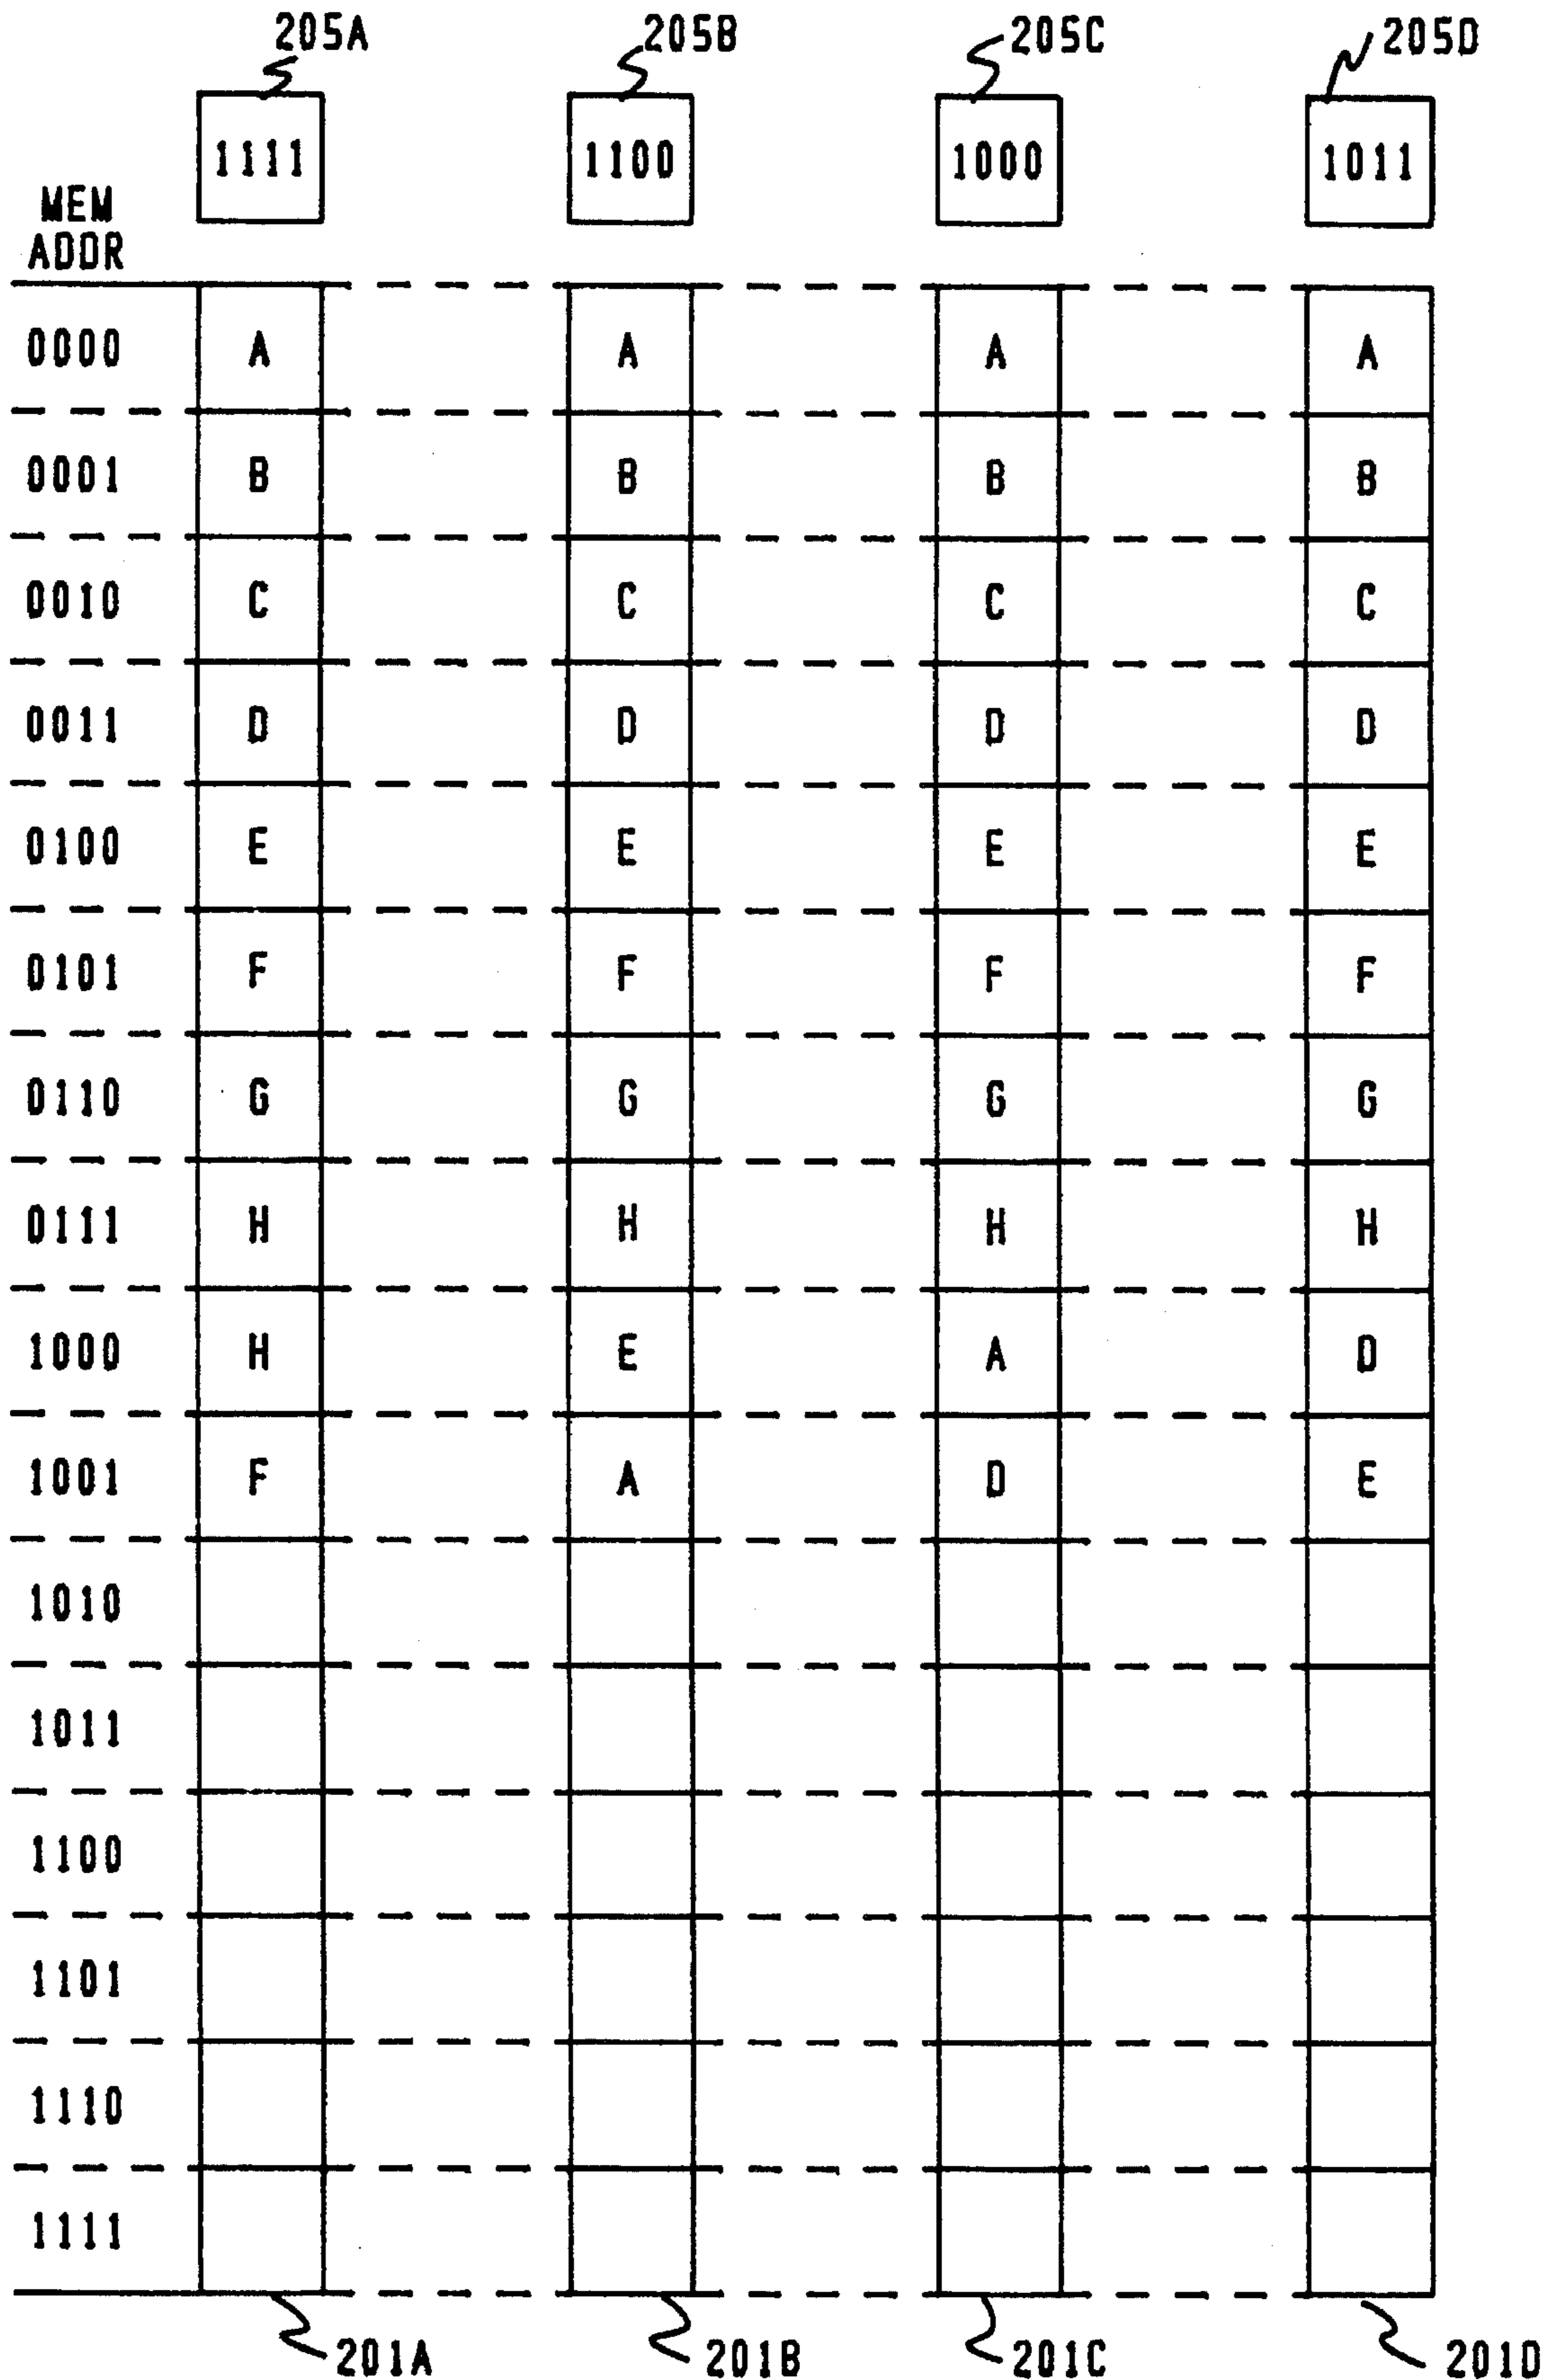 205A 205B 205C 205D
1111 1100 1000 1011
MEM
ADDR
0000 A A A A
0001 B B B B
0010 C C C C
0011 D D D D
0100 E E E E
0101 F F F F
0110 G G G G
0111 H H H H
1000 H E A D
1001 F A D E
1010
1011
1100
1101
1110
1111
201A 201B 201C 201D